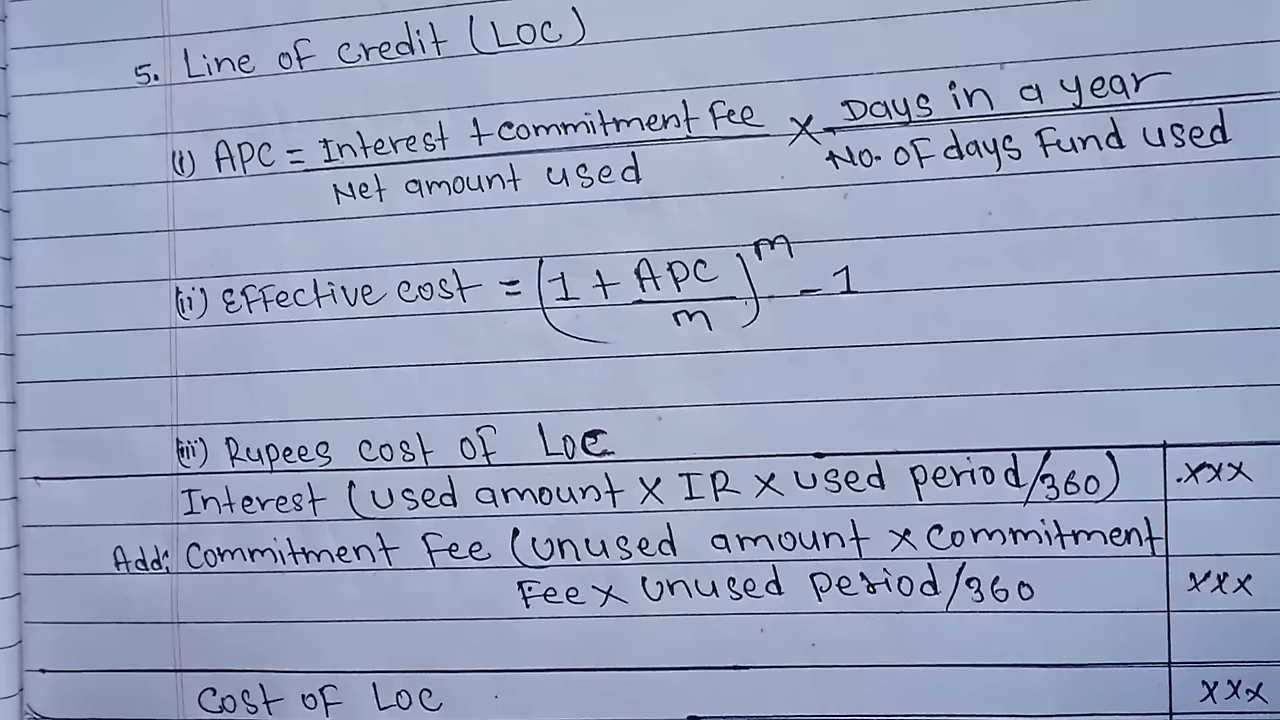 5. Line of credit (LOC)
(i) APC = Interest + commitment Fee / Net amount used × Days in a year / No. of days Fund used
(ii) Effective cost = (1 + APC / m)^m - 1
(iii) Rupees cost of LOC
Interest (used amount × IR × used period/360) .xxx
Add: Commitment Fee (Unused amount × commitment
Fee × Unused period/360 xxx
Cost of LOC xxx